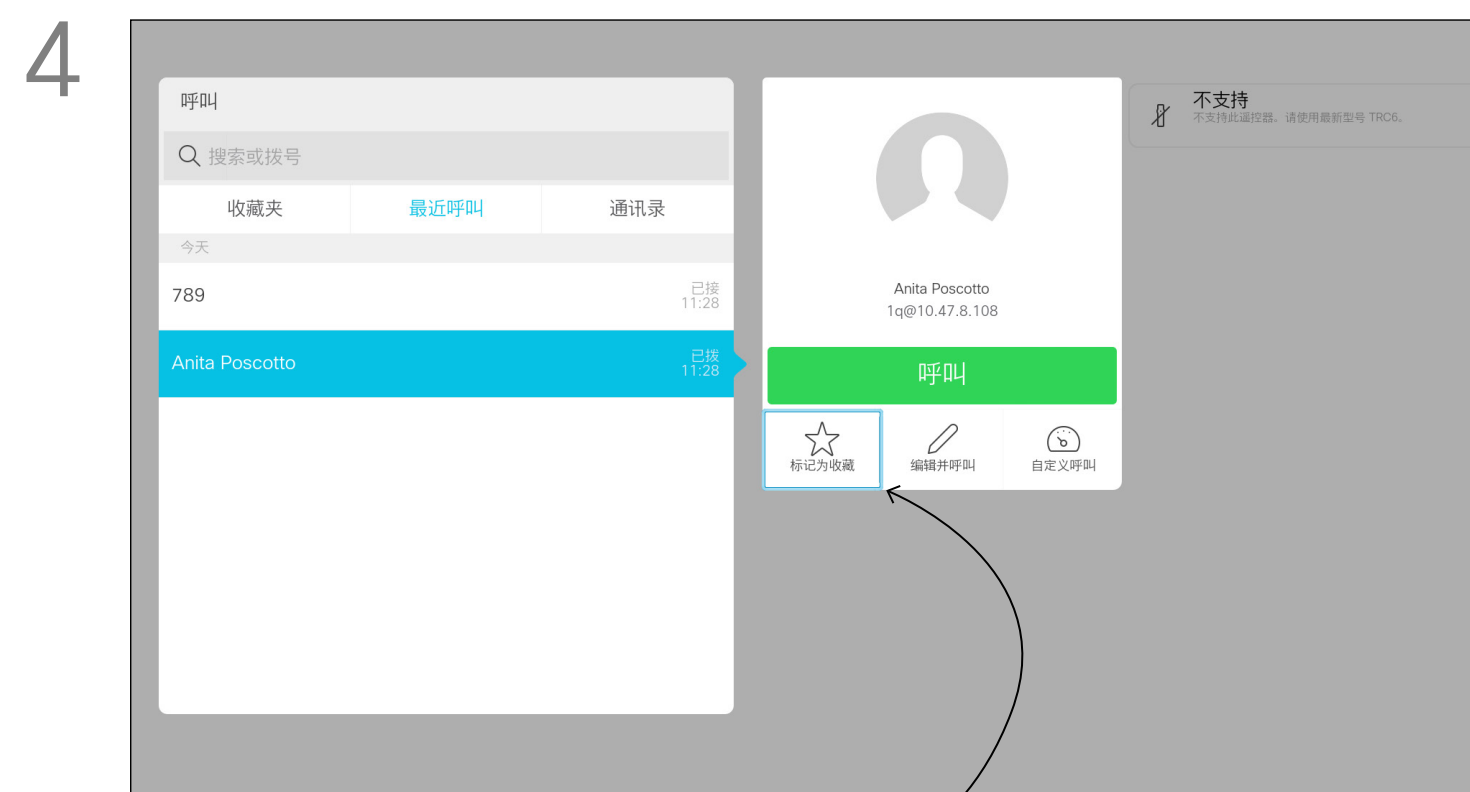 4
呼叫
搜索或拨号
收藏夹 最近呼叫 通讯录
今天
789 已接 11:28
Anita Poscotto 已拨 11:28
Anita Poscotto
1q@10.47.8.108
呼叫
标记为收藏 编辑并呼叫 自定义呼叫
不支持
不支持此遥控器。请使用最新型号 TRC6。